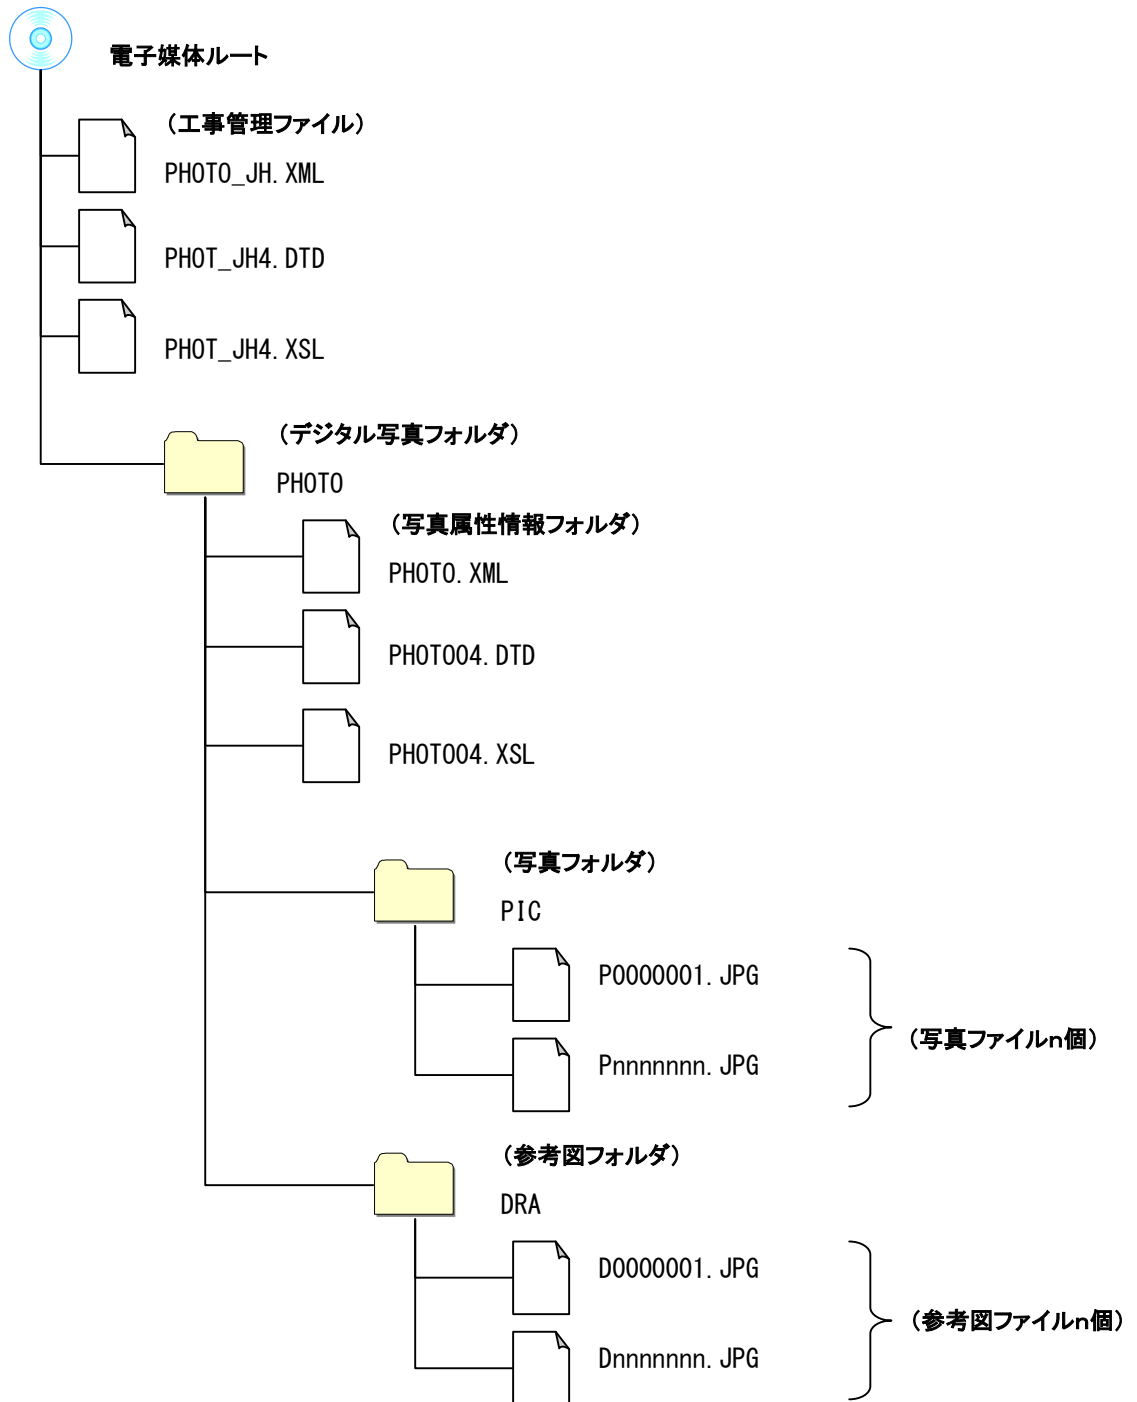 電子媒体ルート
（工事管理ファイル）
PHOTO_JH.XML
PHOT_JH4.DTD
PHOT_JH4.XSL
（デジタル写真フォルダ）
PHOTO
（写真属性情報フォルダ）
PHOTO.XML
PHOTO04.DTD
PHOTO04.XSL
（写真フォルダ）
PIC
P0000001.JPG
（写真ファイルｎ個）
Pnnnnnnn.JPG
（参考図フォルダ）
DRA
D0000001.JPG
（参考図ファイルｎ個）
Dnnnnnnn.JPG